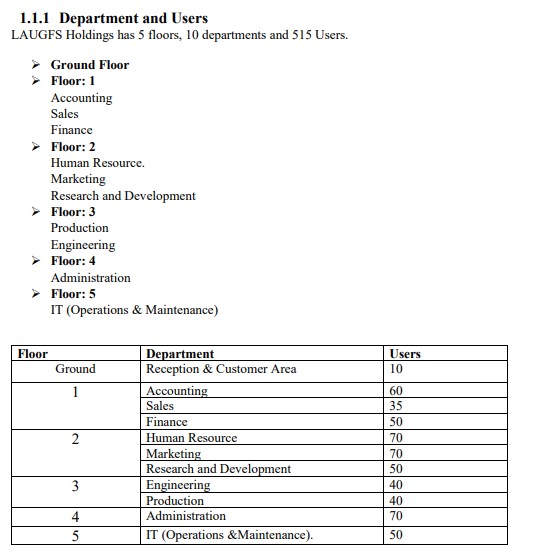 1.1.1 Department and Users
LAUGFS Holdings has 5 floors, 10 departments and 515 Users.
➢ Ground Floor
➢ Floor: 1
Accounting
Sales
Finance
➢ Floor: 2
Human Resource.
Marketing
Research and Development
➢ Floor: 3
Production
Engineering
➢ Floor: 4
Administration
➢ Floor: 5
IT (Operations & Maintenance)
Floor Department Users
Ground Reception & Customer Area 10
1 Accounting 60
Sales 35
Finance 50
2 Human Resource 70
Marketing 70
Research and Development 50
3 Engineering 40
Production 40
4 Administration 70
5 IT (Operations &Maintenance). 50